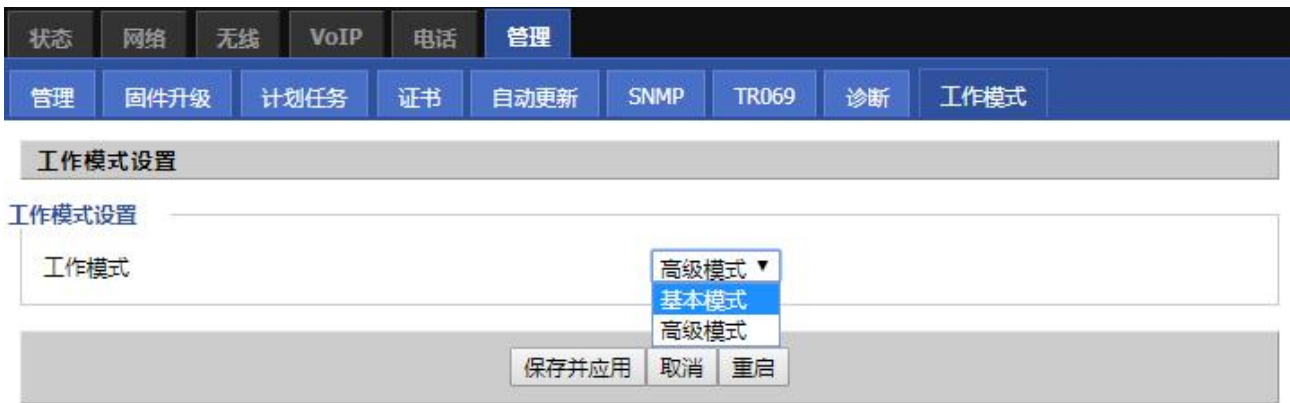 状态 网络 无线 VoIP 电话 管理
管理 固件升级 计划任务 证书 自动更新 SNMP TR069 诊断 工作模式
工作模式设置
工作模式设置
工作模式 高级模式
基本模式
高级模式
保存并应用 取消 重启